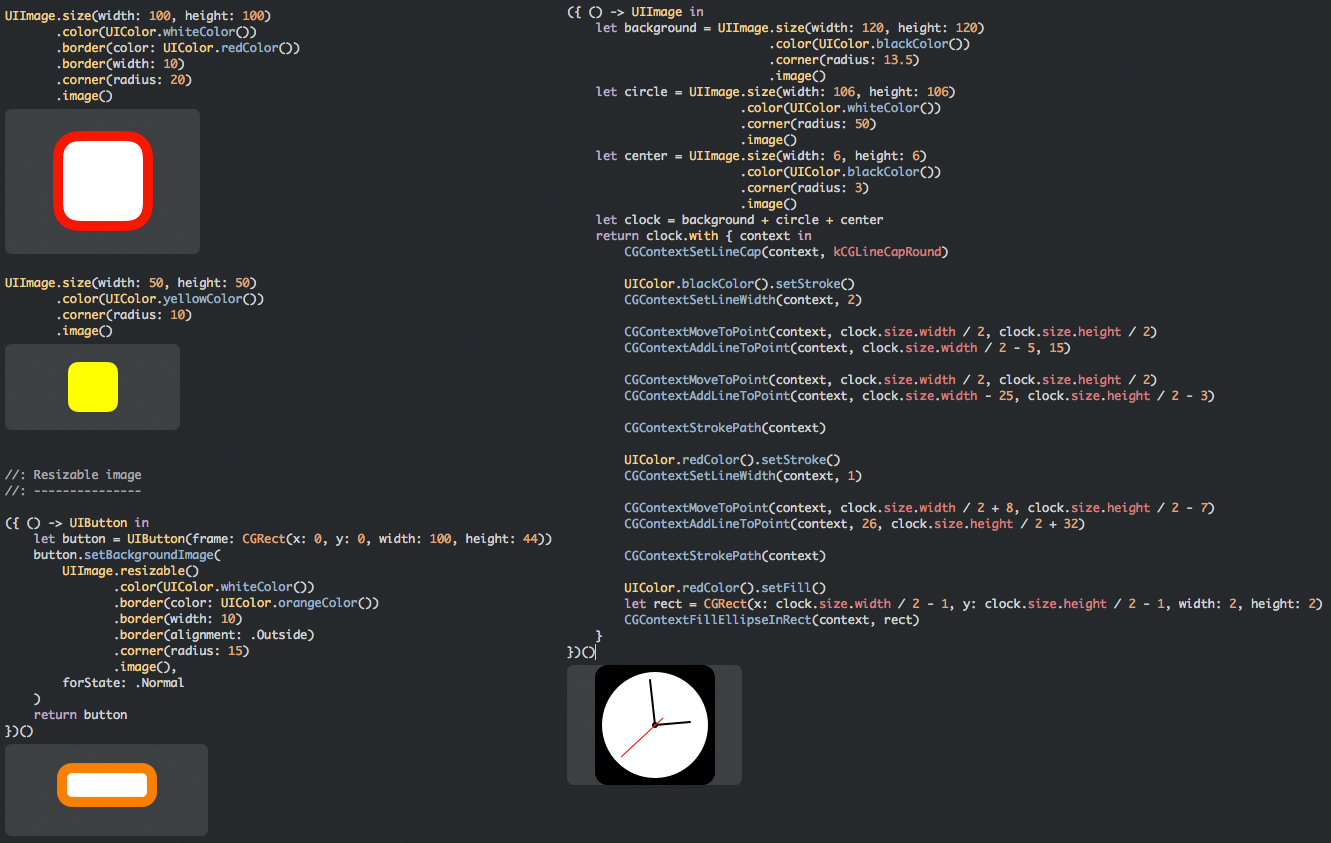 UIImage.size(width: 100, height: 100)
.color(UIColor.whiteColor())
.border(color: UIColor.redColor())
.border(width: 10)
.corner(radius: 20)
.image()
UIImage.size(width: 50, height: 50)
.color(UIColor.yellowColor())
.corner(radius: 10)
.image()
//: Resizable image
//: ---------------
({ () -> UIButton in
let button = UIButton(frame: CGRect(x: 0, y: 0, width: 100, height: 44))
button.setBackgroundImage(
UIImage.resizable()
.color(UIColor.whiteColor())
.border(color: UIColor.orangeColor())
.border(width: 10)
.border(alignment: .Outside)
.corner(radius: 15)
.image(),
forState: .Normal
)
return button
})()
({ () -> UIImage in
let background = UIImage.size(width: 120, height: 120)
.color(UIColor.blackColor())
.corner(radius: 13.5)
.image()
let circle = UIImage.size(width: 106, height: 106)
.color(UIColor.whiteColor())
.corner(radius: 50)
.image()
let center = UIImage.size(width: 6, height: 6)
.color(UIColor.blackColor())
.corner(radius: 3)
.image()
let clock = background + circle + center
return clock.with { context in
CGContextSetLineCap(context, kCGLineCapRound)
UIColor.blackColor().setStroke()
CGContextSetLineWidth(context, 2)
CGContextMoveToPoint(context, clock.size.width / 2, clock.size.height / 2)
CGContextAddLineToPoint(context, clock.size.width / 2 - 5, 15)
CGContextMoveToPoint(context, clock.size.width / 2, clock.size.height / 2)
CGContextAddLineToPoint(context, clock.size.width - 25, clock.size.height / 2 - 3)
CGContextStrokePath(context)
UIColor.redColor().setStroke()
CGContextSetLineWidth(context, 1)
CGContextMoveToPoint(context, clock.size.width / 2 + 8, clock.size.height / 2 - 7)
CGContextAddLineToPoint(context, 26, clock.size.height / 2 + 32)
CGContextStrokePath(context)
UIColor.redColor().setFill()
let rect = CGRect(x: clock.size.width / 2 - 1, y: clock.size.height / 2 - 1, width: 2, height: 2)
CGContextFillEllipseInRect(context, rect)
}
})()